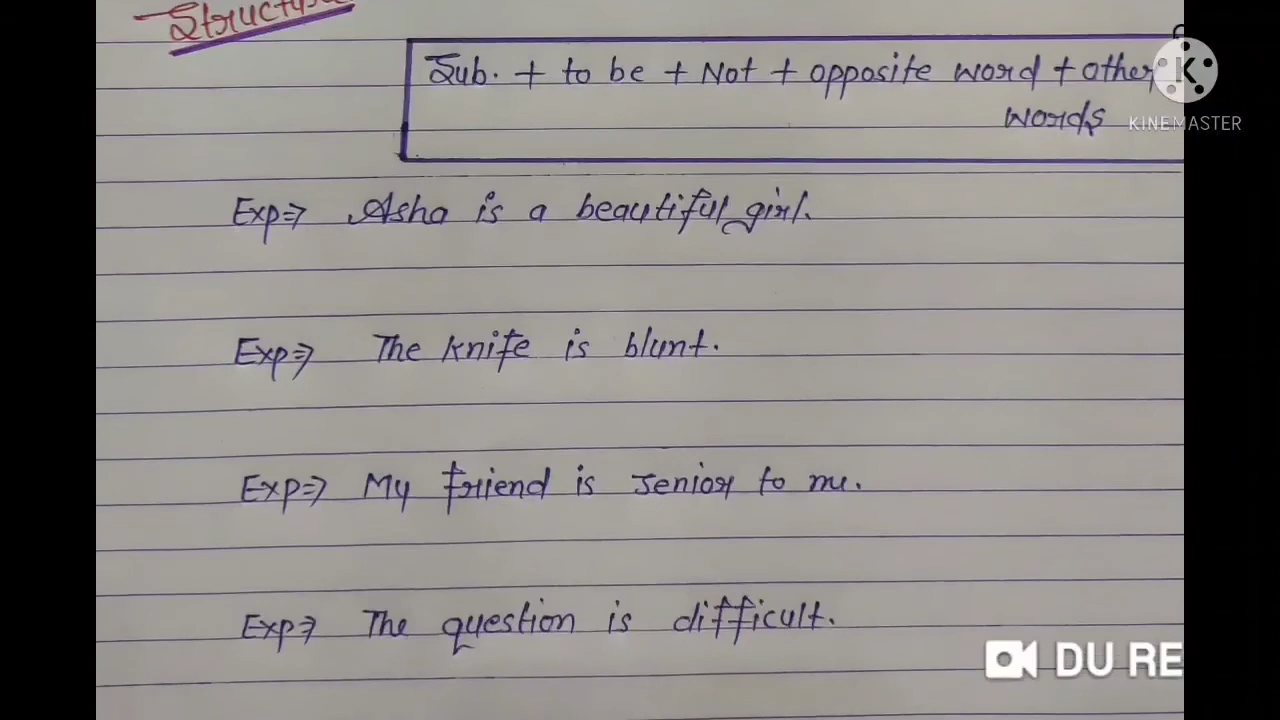 Structure
Sub. + to be + Not + opposite word + other
words
KINEMASTER
Exp⇒ Asha is a beautiful girl.
Exp⇒ The knife is blunt.
Exp⇒ My friend is senior to me.
Exp⇒ The question is difficult.
DU RE